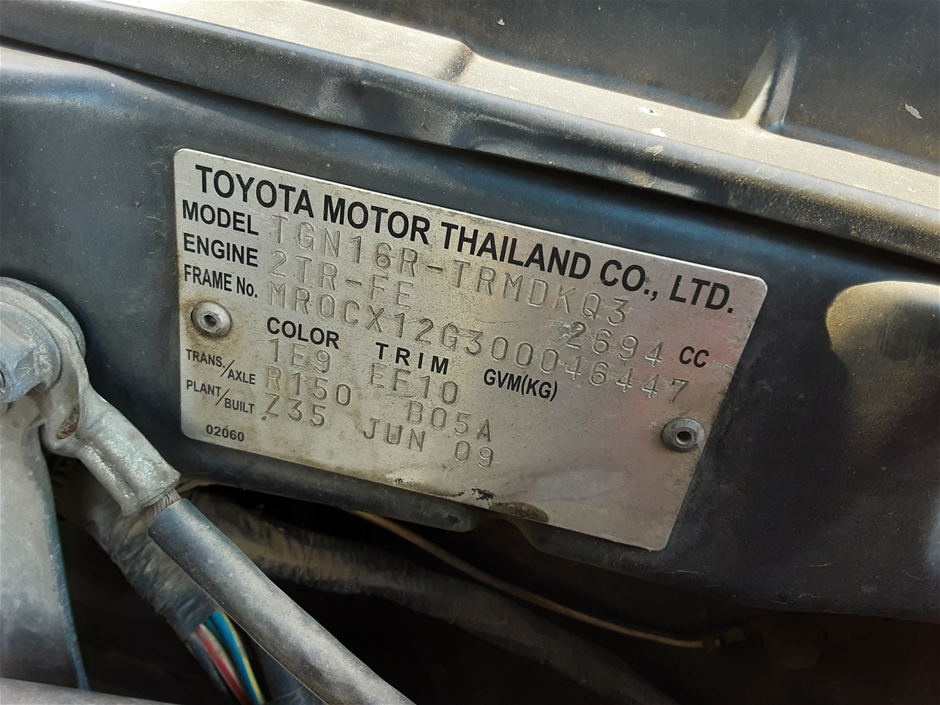 TOYOTA MOTOR THAILAND CO., LTD.
MODEL TGN16R-TRMDKQ3
ENGINE 2TR-FE 2694 CC
FRAME No. MR0CX12G300046447
COLOR TRIM GVM(KG)
1E9 EE10
TRANS/AXLE R150 B05A
PLANT/BUILT Z35 JUN 09
02060